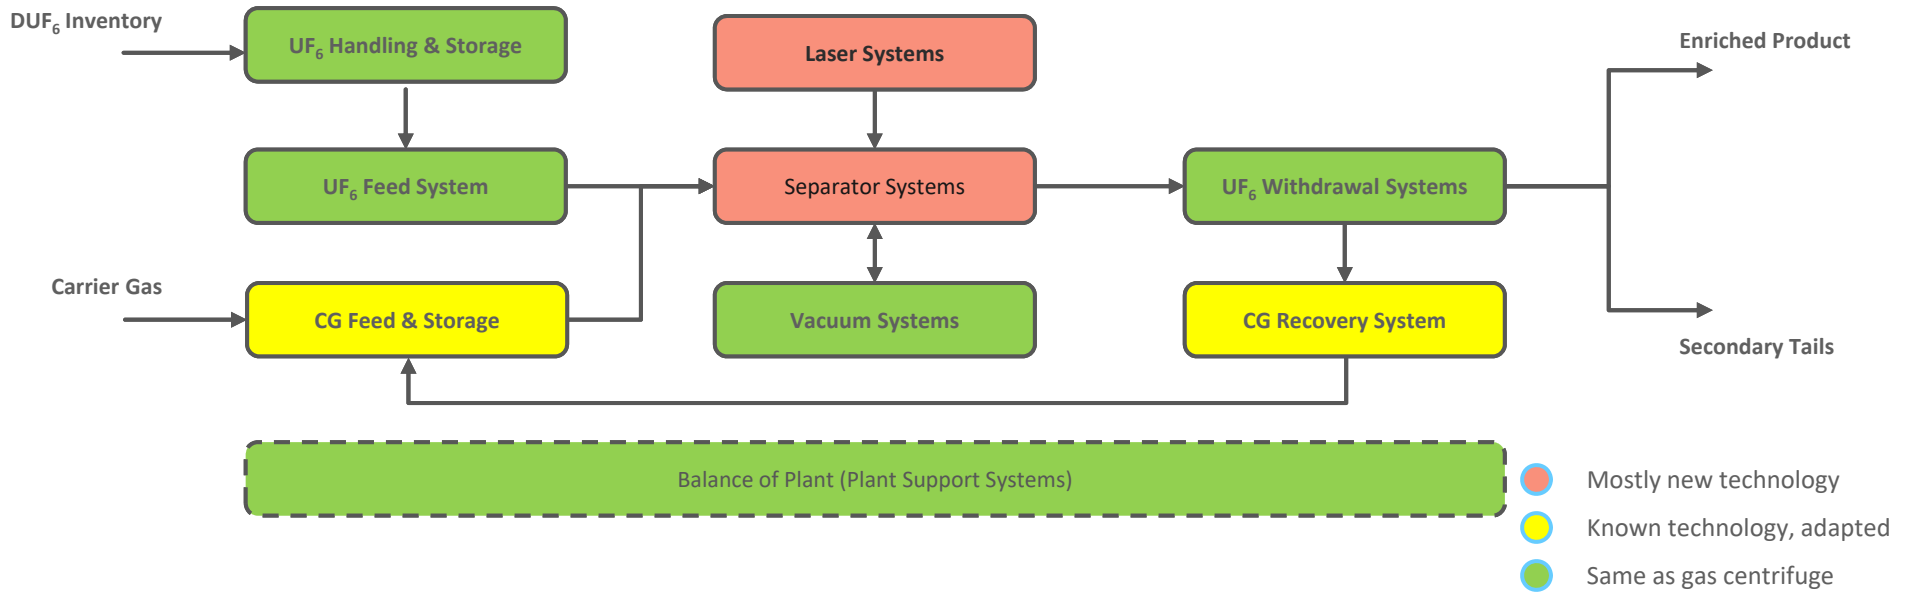 DUF₆ Inventory
UF₆ Handling & Storage
Laser Systems
Enriched Product
UF₆ Feed System
Separator Systems
UF₆ Withdrawal Systems
Carrier Gas
CG Feed & Storage
Vacuum Systems
CG Recovery System
Secondary Tails
Balance of Plant (Plant Support Systems)
Mostly new technology
Known technology, adapted
Same as gas centrifuge